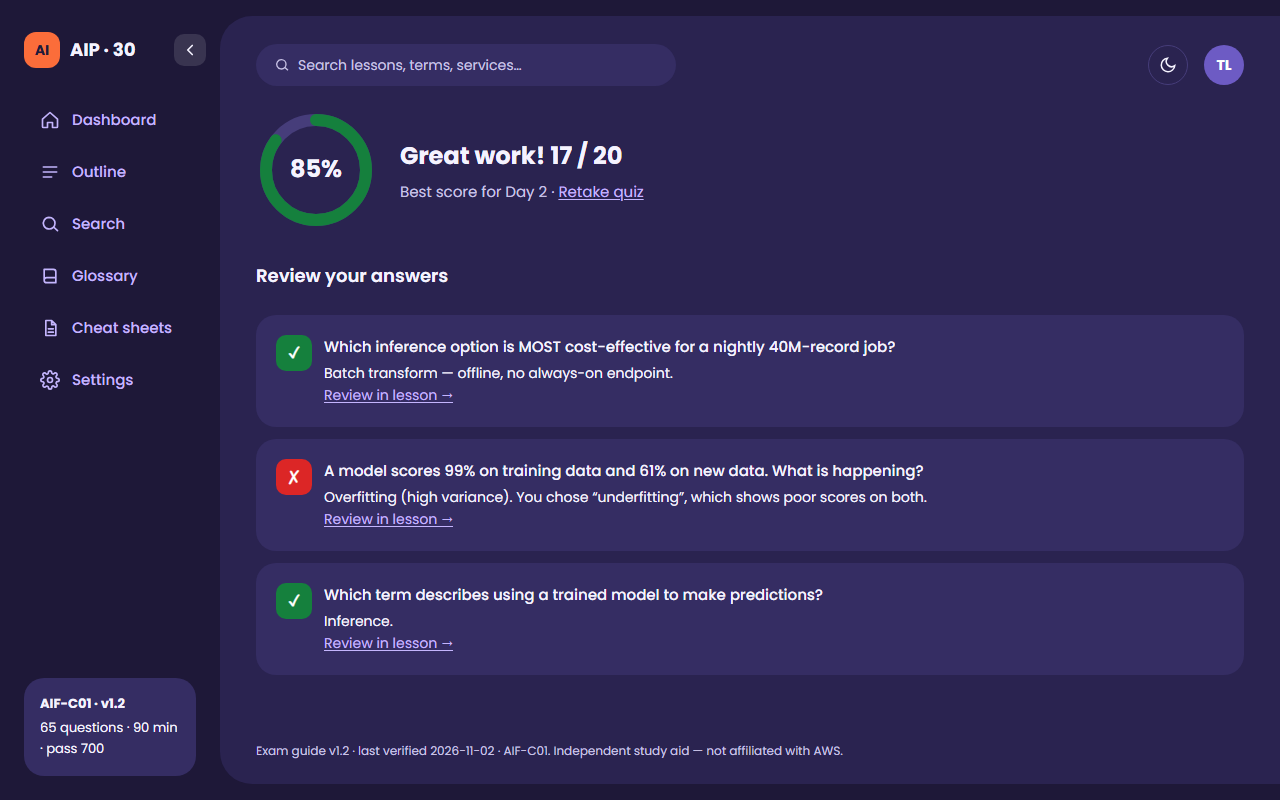 AI
AIP · 30
Dashboard
Outline
Search
Glossary
Cheat sheets
Settings
AIF-C01 · v1.2
65 questions · 90 min
· pass 700
Search lessons, terms, services…
TL
85%
Great work! 17 / 20
Best score for Day 2 · Retake quiz
Review your answers
✓
Which inference option is MOST cost-effective for a nightly 40M-record job?
Batch transform — offline, no always-on endpoint.
Review in lesson →
✗
A model scores 99% on training data and 61% on new data. What is happening?
Overfitting (high variance). You chose “underfitting”, which shows poor scores on both.
Review in lesson →
✓
Which term describes using a trained model to make predictions?
Inference.
Review in lesson →
Exam guide v1.2 · last verified 2026-11-02 · AIF-C01. Independent study aid — not affiliated with AWS.